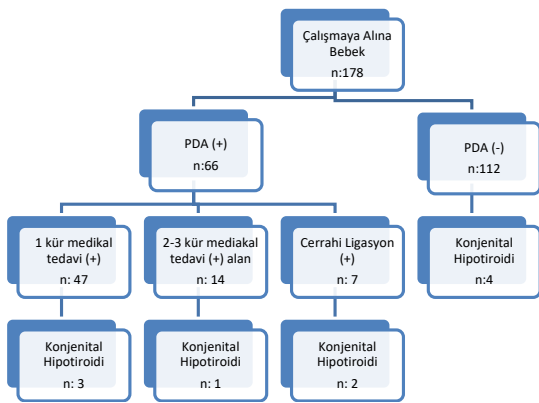 Çalışmaya Alına
Bebek
n:178
PDA (+)
n:66
PDA (-)
n:112
1 kür medikal
tedavi (+)
n: 47
2-3 kür mediakal
tedavi (+) alan
n: 14
Cerrahi Ligasyon
(+)
n: 7
Konjenital
Hipotiroidi
n:4
Konjenital
Hipotiroidi
n: 3
Konjenital
Hipotiroidi
n: 1
Konjenital
Hipotiroidi
n: 2